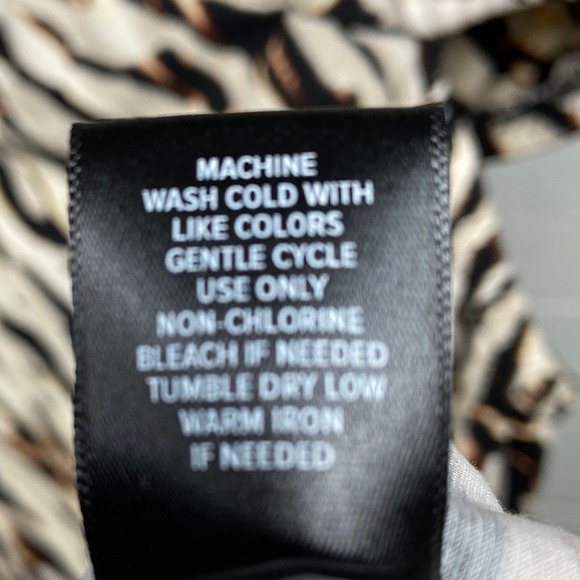 MACHINE
WASH COLD WITH
LIKE COLORS
GENTLE CYCLE
USE ONLY
NON-CHLORINE
BLEACH IF NEEDED
TUMBLE DRY LOW
WARM IRON
IF NEEDED